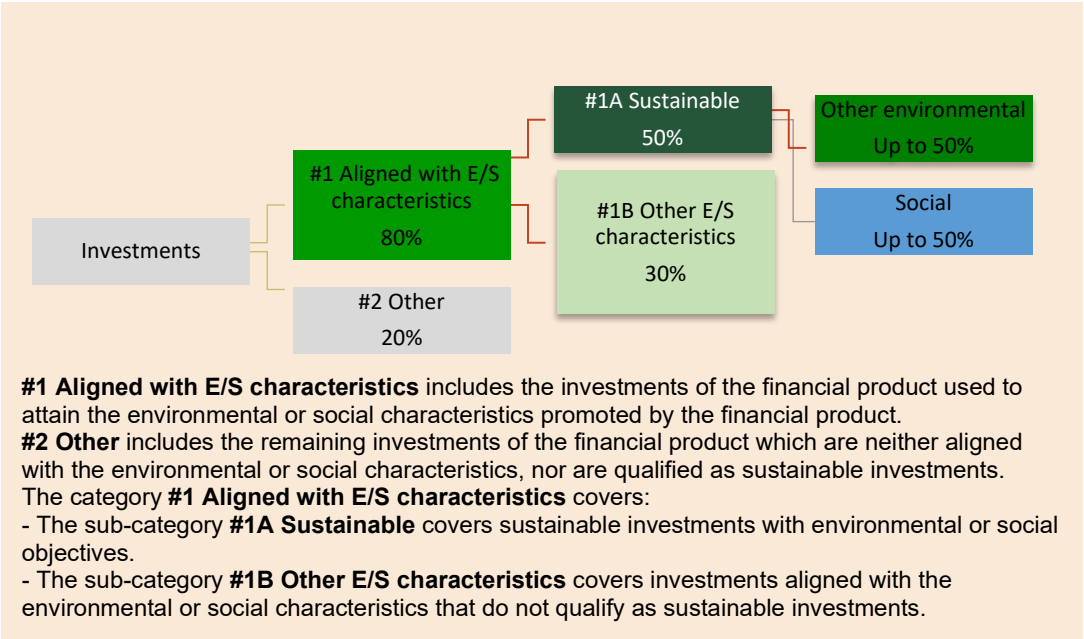 #1A Sustainable
50%
Other environmental
Up to 50%
#1 Aligned with E/S
characteristics
80%
#1B Other E/S
characteristics
30%
Social
Up to 50%
Investments
#2 Other
20%
#1 Aligned with E/S characteristics includes the investments of the financial product used to
attain the environmental or social characteristics promoted by the financial product.
#2 Other includes the remaining investments of the financial product which are neither aligned
with the environmental or social characteristics, nor are qualified as sustainable investments.
The category #1 Aligned with E/S characteristics covers:
- The sub-category #1A Sustainable covers sustainable investments with environmental or social
objectives.
- The sub-category #1B Other E/S characteristics covers investments aligned with the
environmental or social characteristics that do not qualify as sustainable investments.